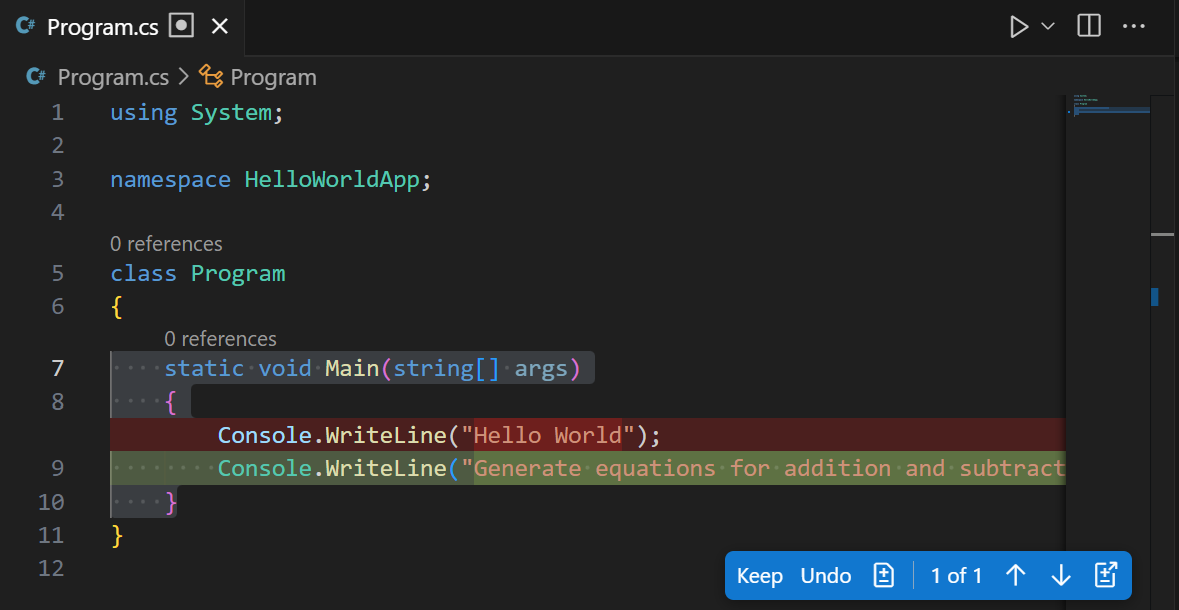 C# Program.cs
C# Program.cs > Program
1 using System;
2
3 namespace HelloWorldApp;
4
0 references
5 class Program
6 {
0 references
7 static void Main(string[] args)
8 {
Console.WriteLine("Hello World");
9 Console.WriteLine("Generate equations for addition and subtract
10 }
11 }
12
Keep Undo 1 of 1